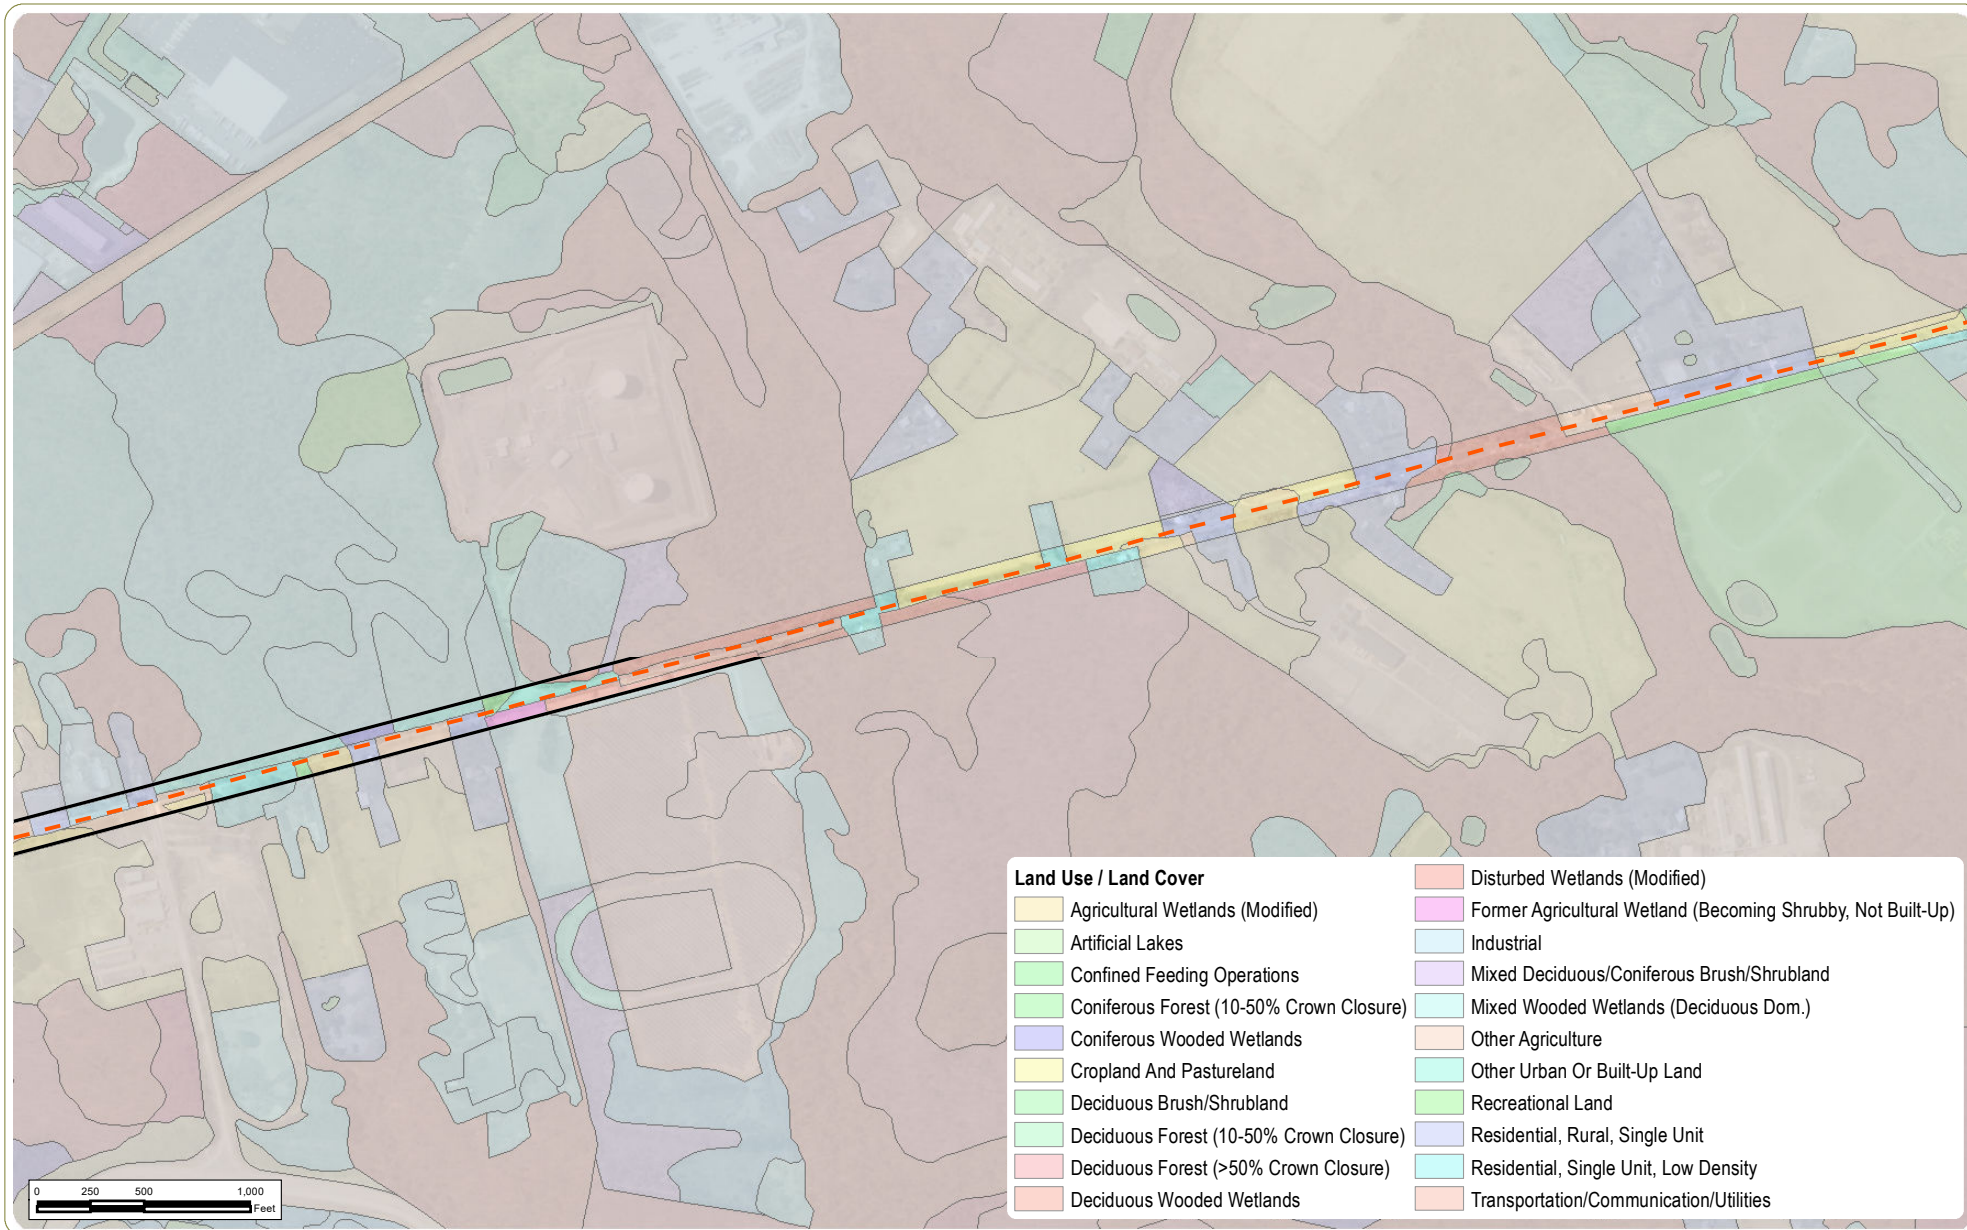 Land Use / Land Cover
Agricultural Wetlands (Modified)
Artificial Lakes
Confined Feeding Operations
Coniferous Forest (10-50% Crown Closure)
Coniferous Wooded Wetlands
Cropland And Pastureland
Deciduous Brush/Shrubland
Deciduous Forest (10-50% Crown Closure)
Deciduous Forest (>50% Crown Closure)
Deciduous Wooded Wetlands
Disturbed Wetlands (Modified)
Former Agricultural Wetland (Becoming Shrubby, Not Built-Up)
Industrial
Mixed Deciduous/Coniferous Brush/Shrubland
Mixed Wooded Wetlands (Deciduous Dom.)
Other Agriculture
Other Urban Or Built-Up Land
Recreational Land
Residential, Rural, Single Unit
Residential, Single Unit, Low Density
Transportation/Communication/Utilities
0 250 500 1,000
Feet